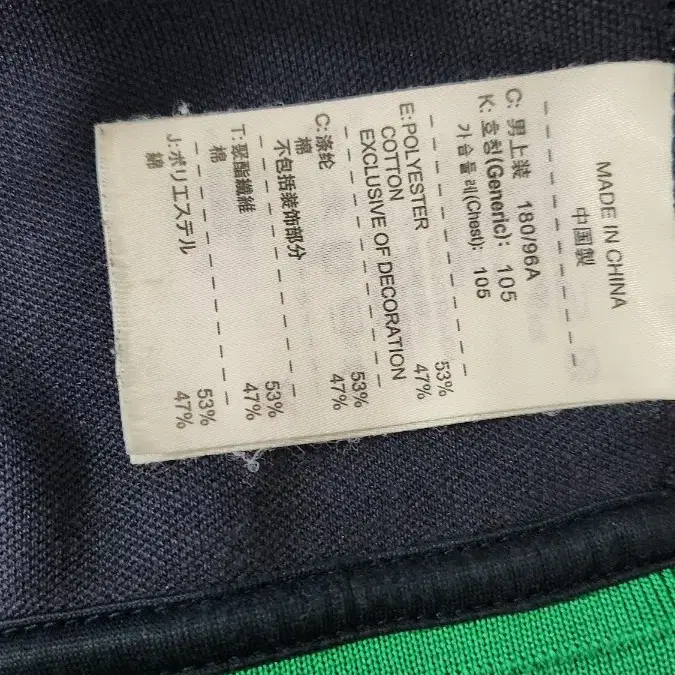 MADE IN CHINA
中国製
C: 男上装 180/96A
K: 호칭(Generic): 105
가슴둘레(Chest): 105
E:POLYESTER 53%
COTTON 47%
EXCLUSIVE OF DECORATION
C:涤纶 53%
棉 47%
不包括装饰部分
T:聚酯纖維 53%
棉 47%
J:ポリエステル 53%
綿 47%